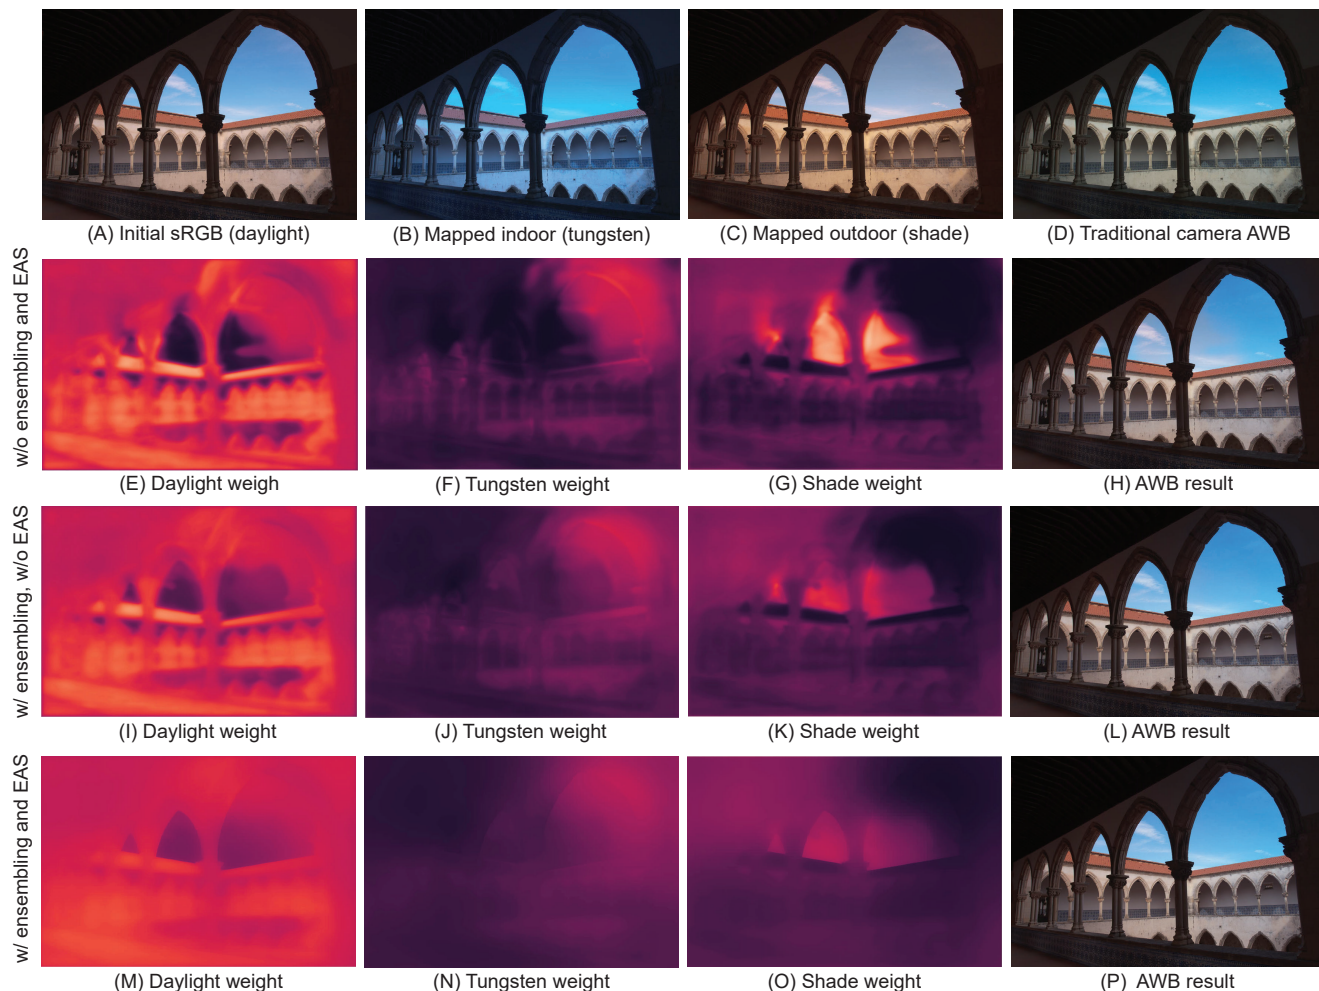 (A) Initial sRGB (daylight)
(B) Mapped indoor (tungsten)
(C) Mapped outdoor (shade)
(D) Traditional camera AWB
w/o ensembling and EAS
(E) Daylight weigh
(F) Tungsten weight
(G) Shade weight
(H) AWB result
w/ ensembling, w/o EAS
(I) Daylight weight
(J) Tungsten weight
(K) Shade weight
(L) AWB result
w/ ensembling and EAS
(M) Daylight weight
(N) Tungsten weight
(O) Shade weight
(P) AWB result